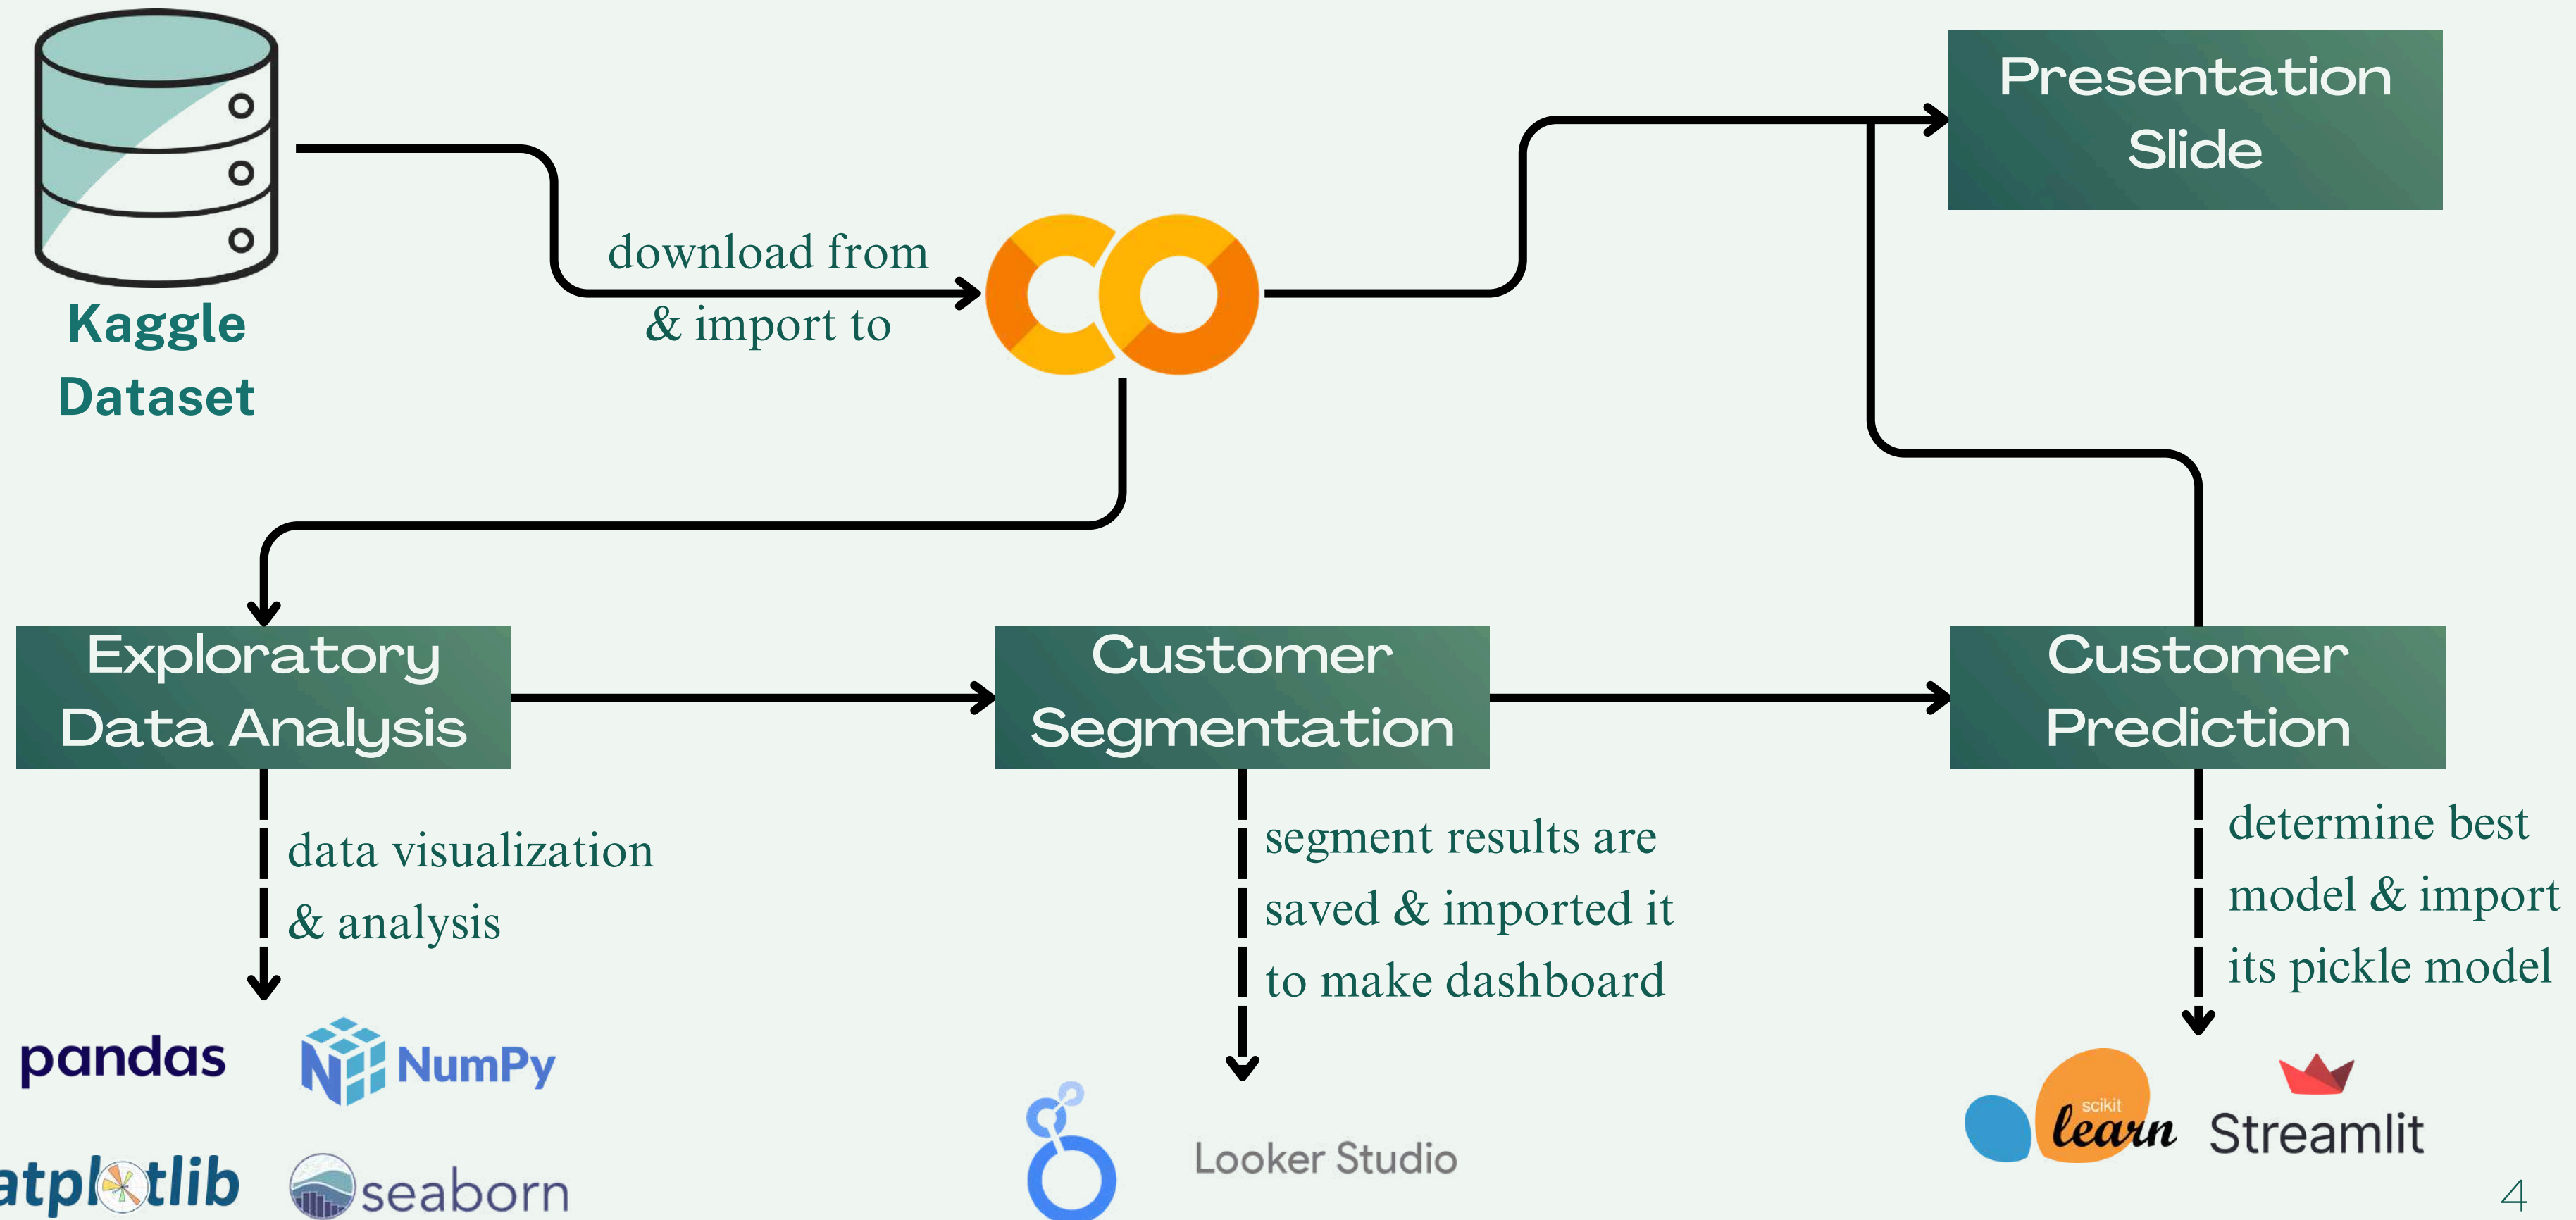 Kaggle
Dataset
download from
& import to
Presentation
Slide
Exploratory
Data Analysis
Customer
Segmentation
Customer
Prediction
data visualization
& analysis
segment results are
saved & imported it
to make dashboard
determine best
model & import
its pickle model
pandas
NumPy
atplotlib
seaborn
Looker Studio
scikit
learn
Streamlit
4